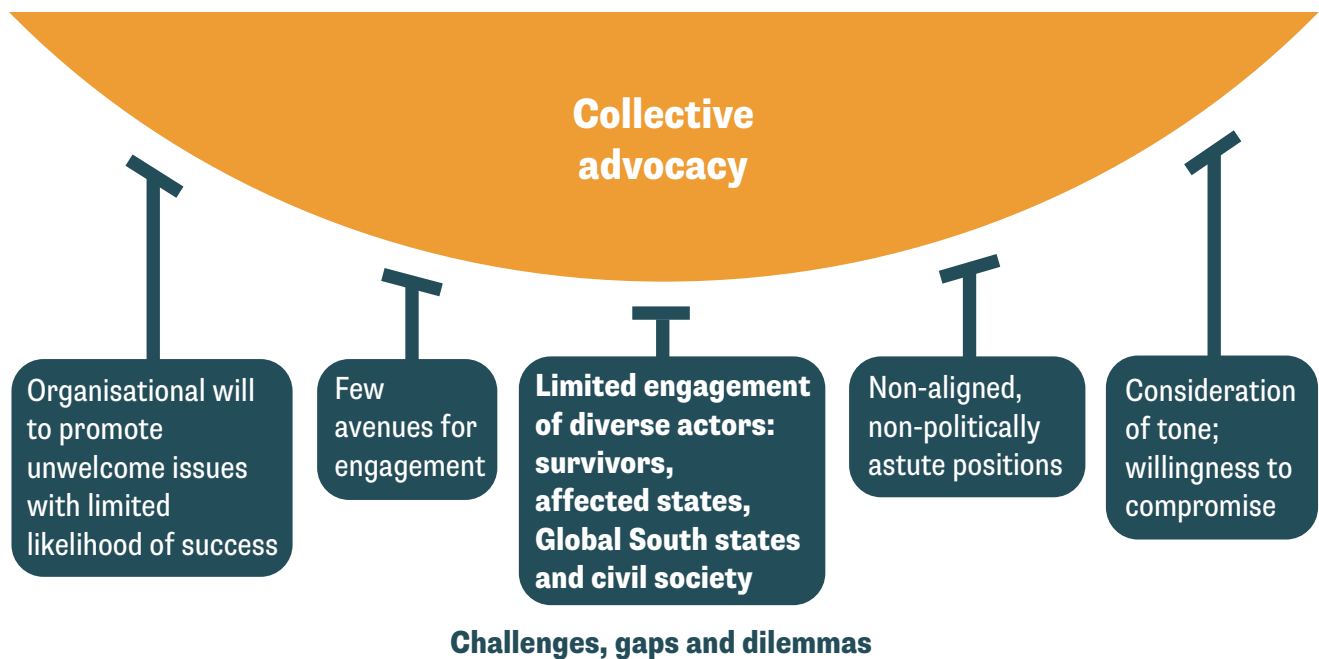 Collective
advocacy
Organisational will
to promote
unwelcome issues
with limited
likelihood of success
Few
avenues for
engagement
Limited engagement
of diverse actors:
survivors,
affected states,
Global South states
and civil society
Non-aligned,
non-politically
astute positions
Consideration
of tone;
willingness to
compromise
Challenges, gaps and dilemmas